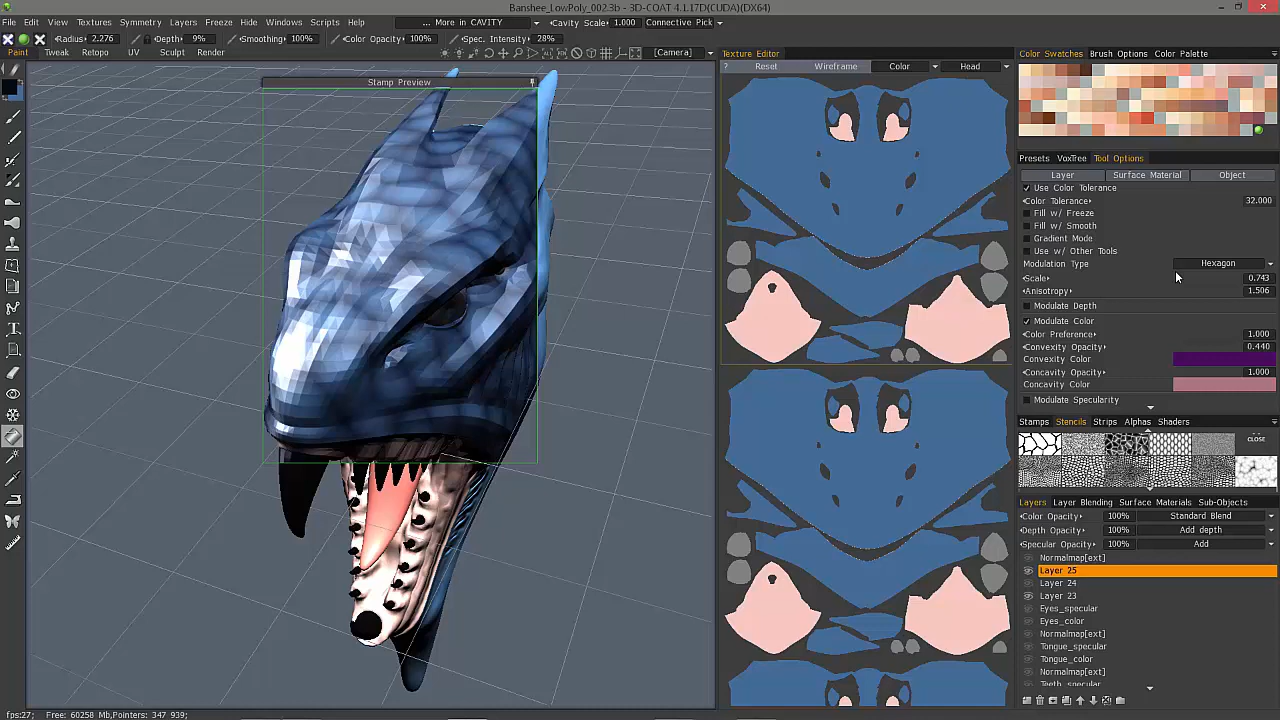 Banshee_LowPoly_002.3b - 3D-COAT 4.1.17D(CUDA)(DX64)
File Edit View Textures Symmetry Layers Freeze Hide Windows Scripts Help ... More in CAVITY Cavity Scale: 1.000 Connective Pick
Radius: 2.276 Depth: 9% Smoothing: 100% Color Opacity: 100% Spec. Intensity: 28%
Paint Tweak Retopo UV Sculpt Render [Camera]
Stamp Preview
Texture Editor
? Reset Wireframe Color Head
Color Swatches Brush Options Color Palette
Presets VoxTree Tool Options
Layer Surface Material Object
Use Color Tolerance
Color Tolerance: 32.000
Fill w/ Freeze
Fill w/ Smooth
Gradient Mode
Use w/ Other Tools
Modulation Type Hexagon
Scale 0.743
Anisotropy 1.506
Modulate Depth
Modulate Color
Color Preference 1.000
Convexity Opacity 0.440
Convexity Color
Concavity Opacity 1.000
Concavity Color
Modulate Specularity
Stamps Stencils Strips Alphas Shaders
CLOSE
Layers Layer Blending Surface Materials Sub-Objects
Color Opacity 100% Standard Blend
Depth Opacity 100% Add depth
Specular Opacity 100% Add
Normalmap[ext]
Layer 25
Layer 24
Layer 23
Eyes_specular
Eyes_color
Normalmap[ext]
Tongue_specular
Tongue_color
Normalmap[ext]
Teeth_specular
fps:27; Free: 60258 Mb,Pointers: 347 939;